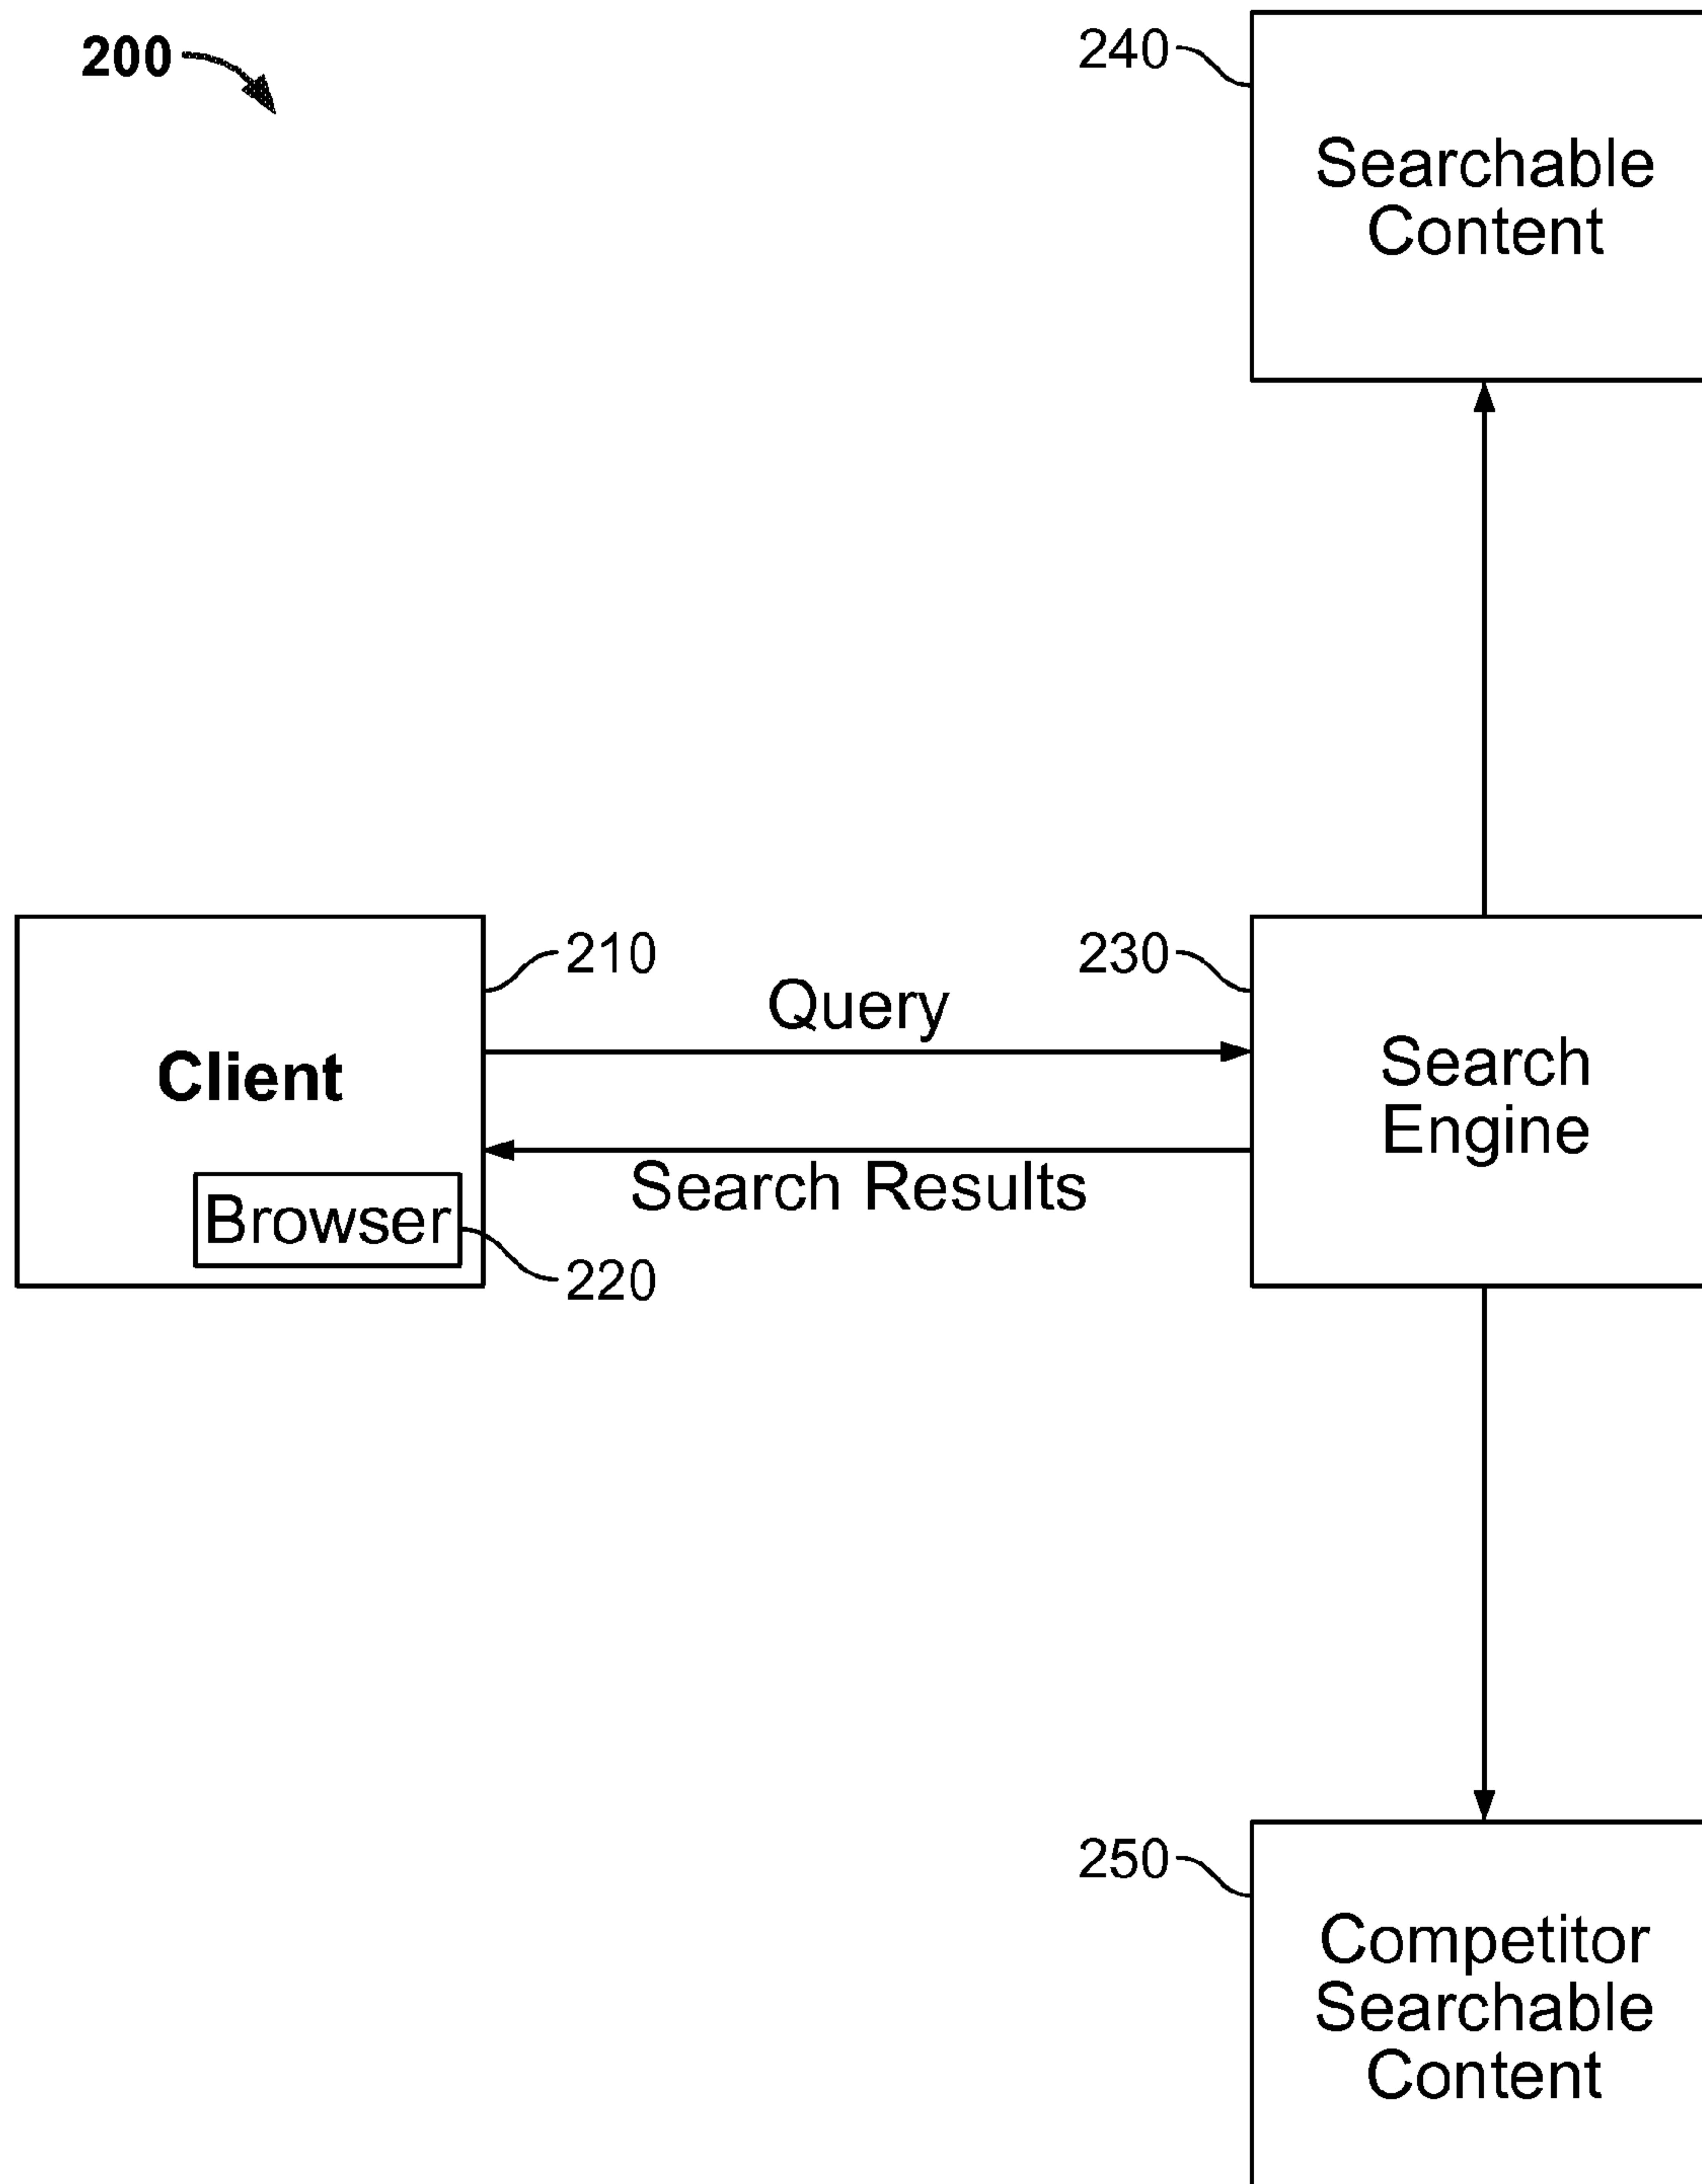 200
240
Searchable
Content
210
230
Query
Client
Search
Engine
Search Results
Browser
220
250
Competitor
Searchable
Content